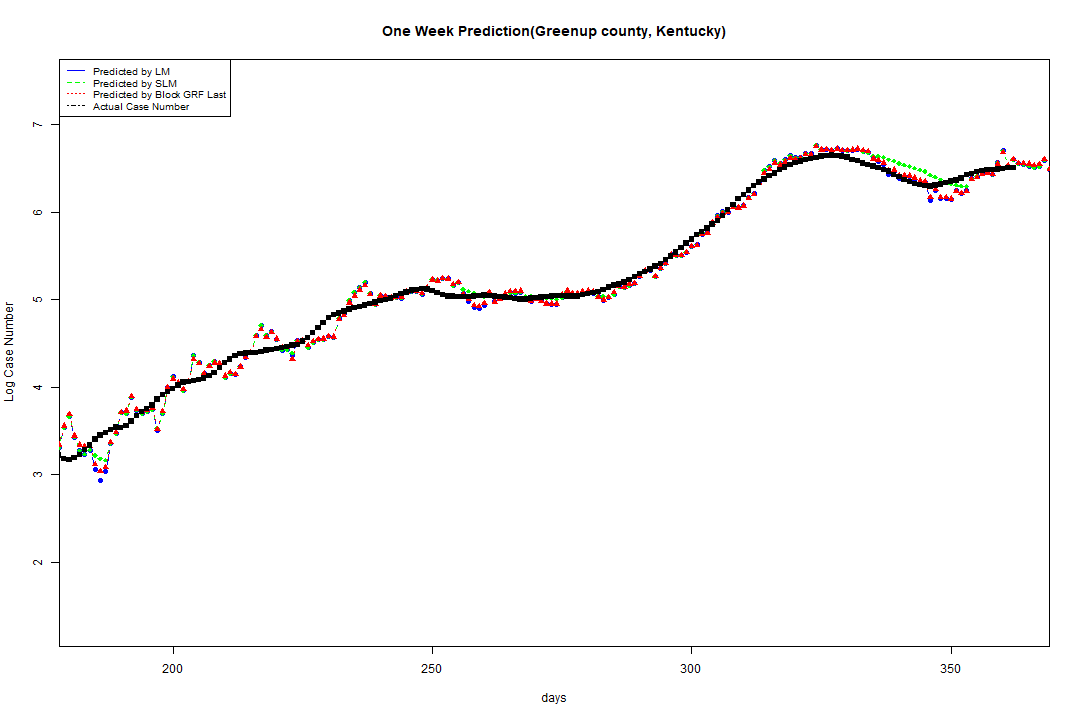 One Week Prediction(Greenup county, Kentucky)
Predicted by LM
Predicted by SLM
Predicted by Block GRF Last
Actual Case Number
7
6
5
4
3
2
Log Case Number
200 250 300 350
days